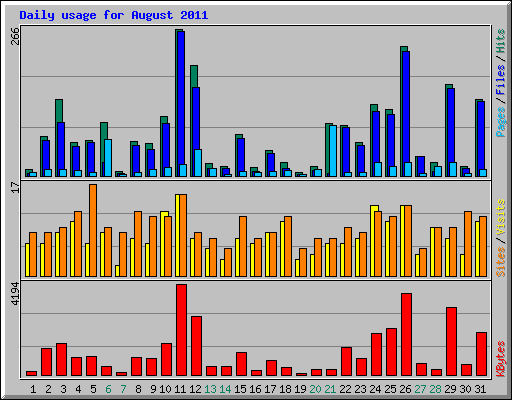 Daily usage for August 2011
266
Pages / Files / Hits
17
Sites / Visits
4194
KBytes
1 2 3 4 5 6 7 8 9 10 11 12 13 14 15 16 17 18 19 20 21 22 23 24 25 26 27 28 29 30 31